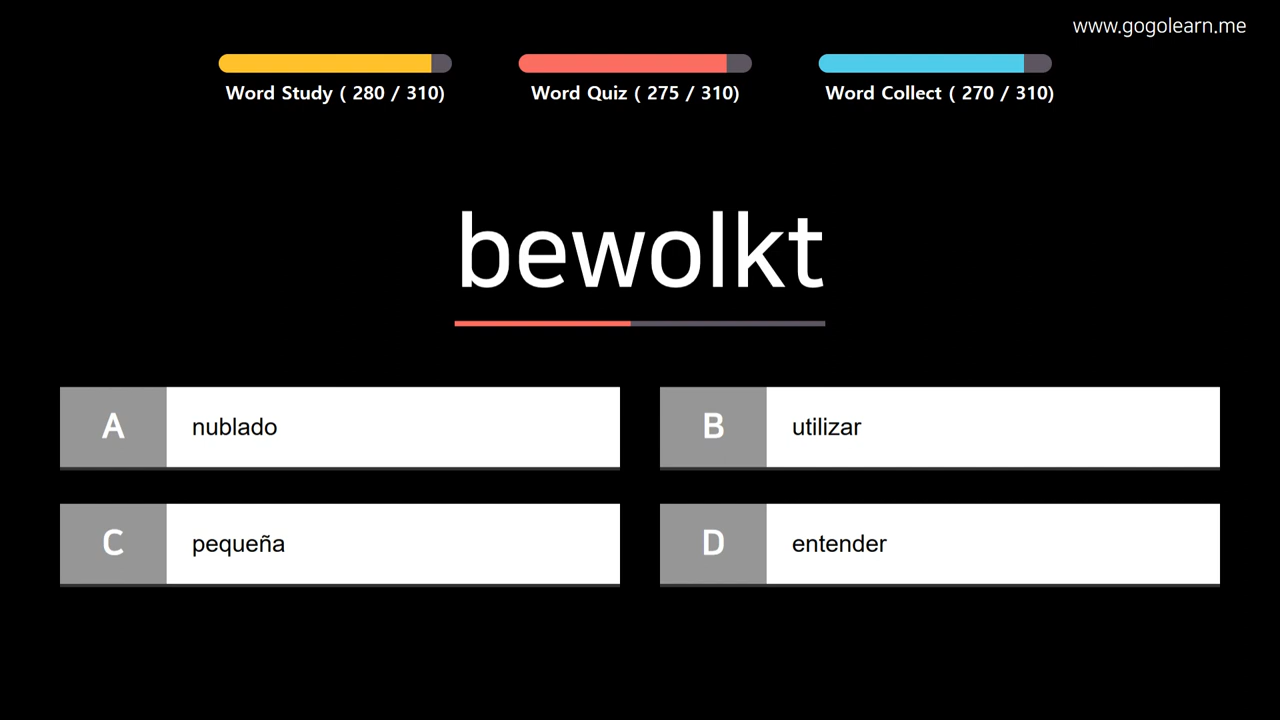 www.gogolearn.me
Word Study ( 280 / 310)
Word Quiz ( 275 / 310)
Word Collect ( 270 / 310)
bewolkt
A
nublado
B
utilizar
C
pequeña
D
entender